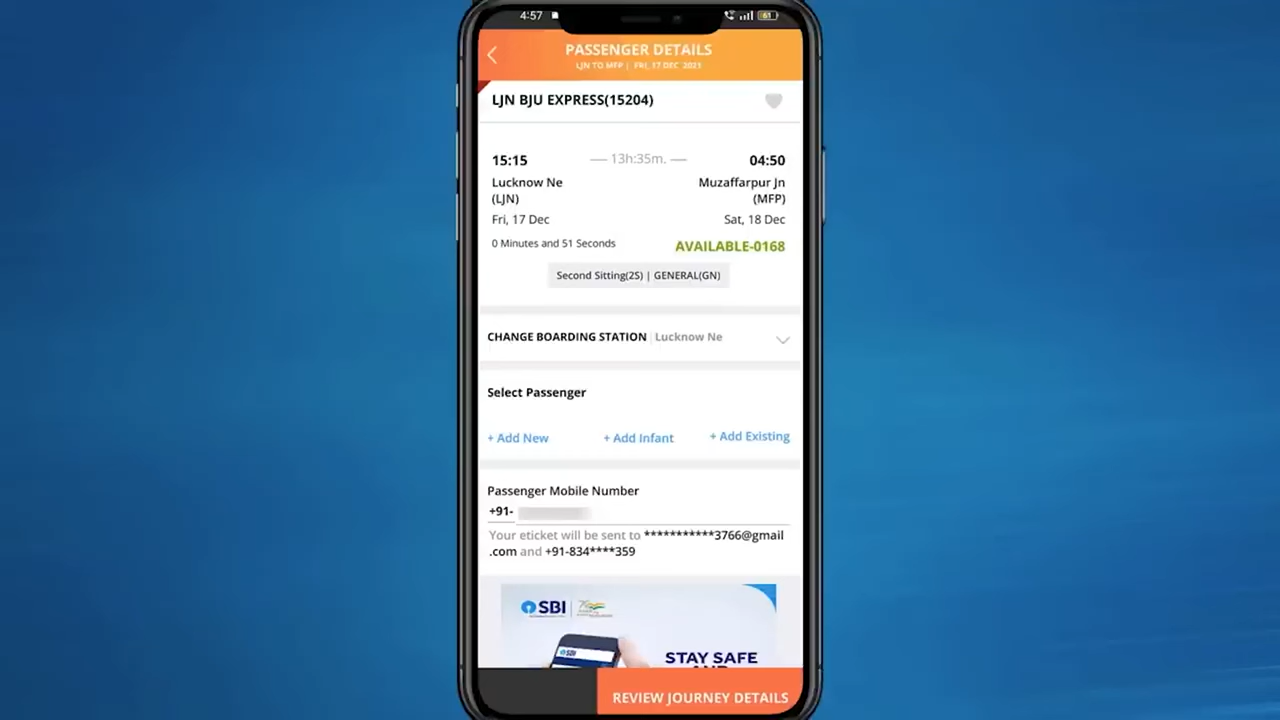 4:57
61
PASSENGER DETAILS
LJN TO MFP | FRI, 17 DEC 2021
LJN BJU EXPRESS(15204)
15:15 13h:35m. 04:50
Lucknow Ne Muzaffarpur Jn
(LJN) (MFP)
Fri, 17 Dec Sat, 18 Dec
0 Minutes and 51 Seconds AVAILABLE-0168
Second Sitting(2S) | GENERAL(GN)
CHANGE BOARDING STATION | Lucknow Ne
Select Passenger
+ Add New + Add Infant + Add Existing
Passenger Mobile Number
+91-
Your eticket will be sent to ***********3766@gmail
.com and +91-834****359
SBI
SBI
STAY SAFE
AND
REVIEW JOURNEY DETAILS